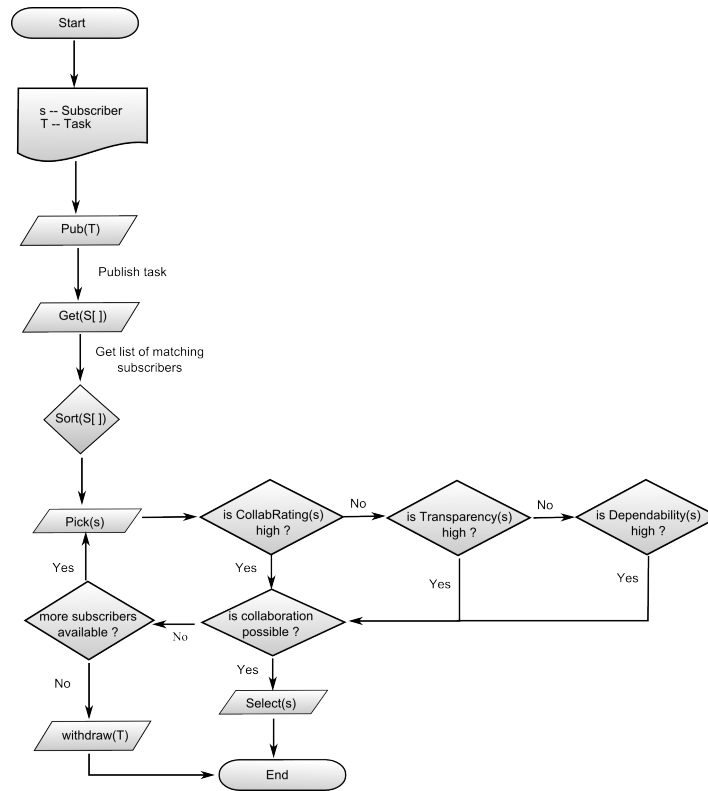 Start
s -- Subscriber
T -- Task
Pub(T)
Publish task
Get(S[ ])
Get list of matching
subscribers
Sort(S[ ])
Pick(s)
is CollabRating(s)
high ?
No
is Transparency(s)
high ?
No
is Dependability(s)
high ?
Yes
Yes
Yes
Yes
more subscribers
available ?
No
is collaboration
possible ?
No
Yes
Select(s)
withdraw(T)
End